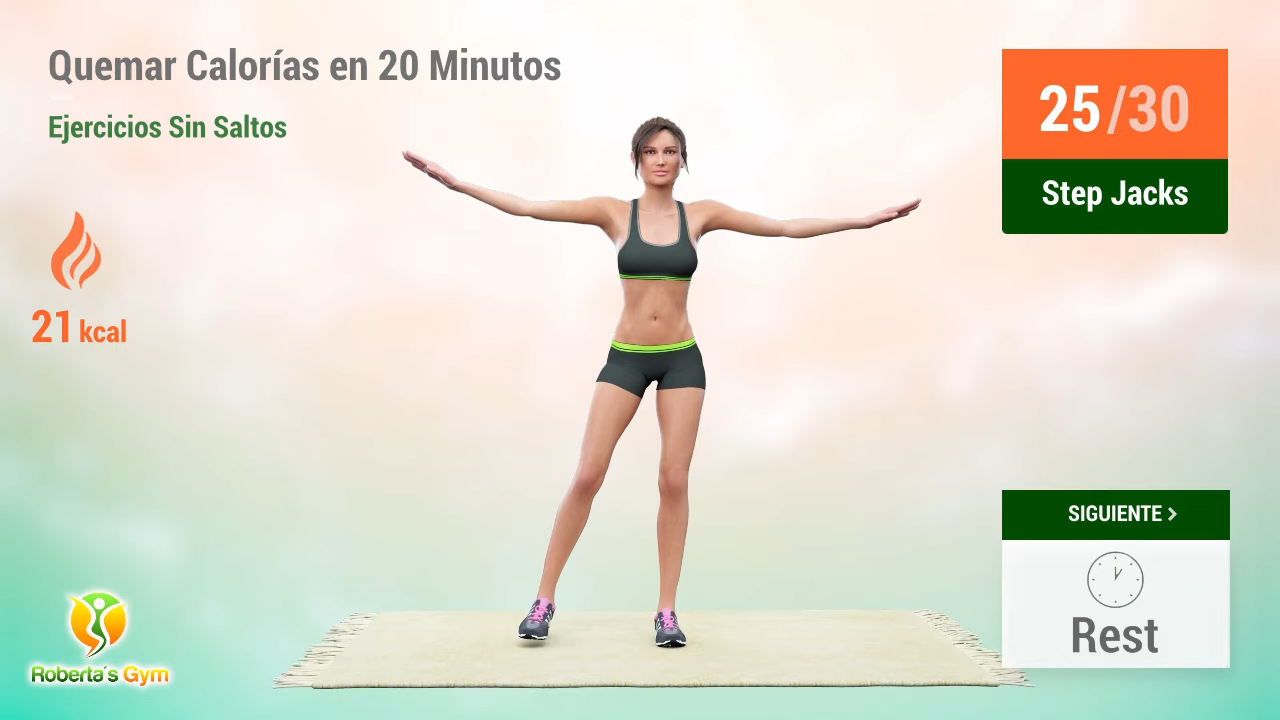 Quemar Calorías en 20 Minutos
Ejercicios Sin Saltos
25/30
Step Jacks
21 kcal
SIGUIENTE >
Rest
Roberta´s Gym